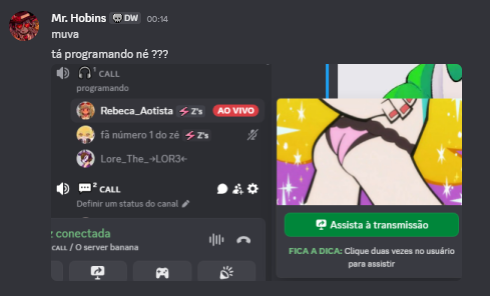 Mr. Hobins DW 00:14
muva
tá programando né ???
1 CALL
programando
Rebeca_Aotista Z's AO VIVO
fã número 1 do zé Z's
Lore_The_→LOR3←
2 CALL
Definir um status do canal
z conectada
CALL / O server banana
Assista à transmissão
FICA A DICA: Clique duas vezes no usuário
para assistir